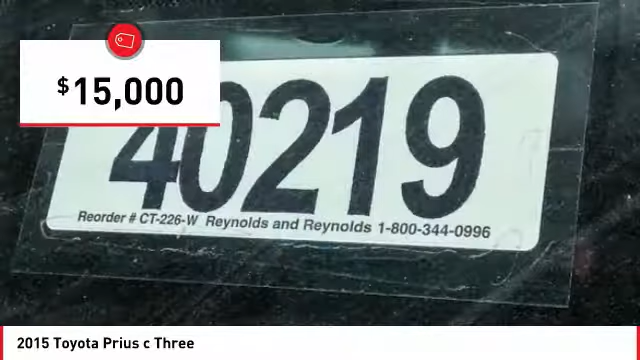 $15,000
40219
Reorder # CT-226-W Reynolds and Reynolds 1-800-344-0996
2015 Toyota Prius c Three